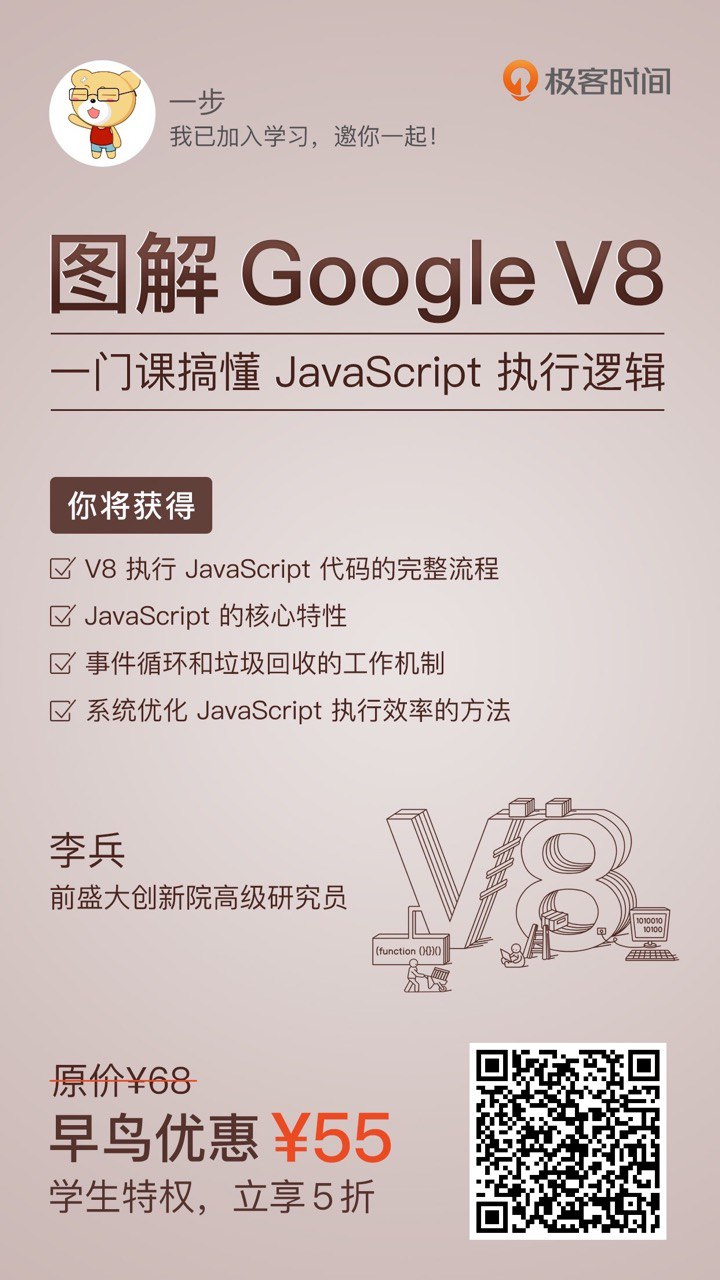 一步
我已加入学习，邀你一起！
极客时间
图解 Google V8
一门课搞懂 JavaScript 执行逻辑
你将获得
V8 执行 JavaScript 代码的完整流程
JavaScript 的核心特性
事件循环和垃圾回收的工作机制
系统优化 JavaScript 执行效率的方法
李兵
前盛大创新院高级研究员
V8
(function (){})()
1010010
10100
原价¥68
早鸟优惠 ¥55
学生特权，立享5折